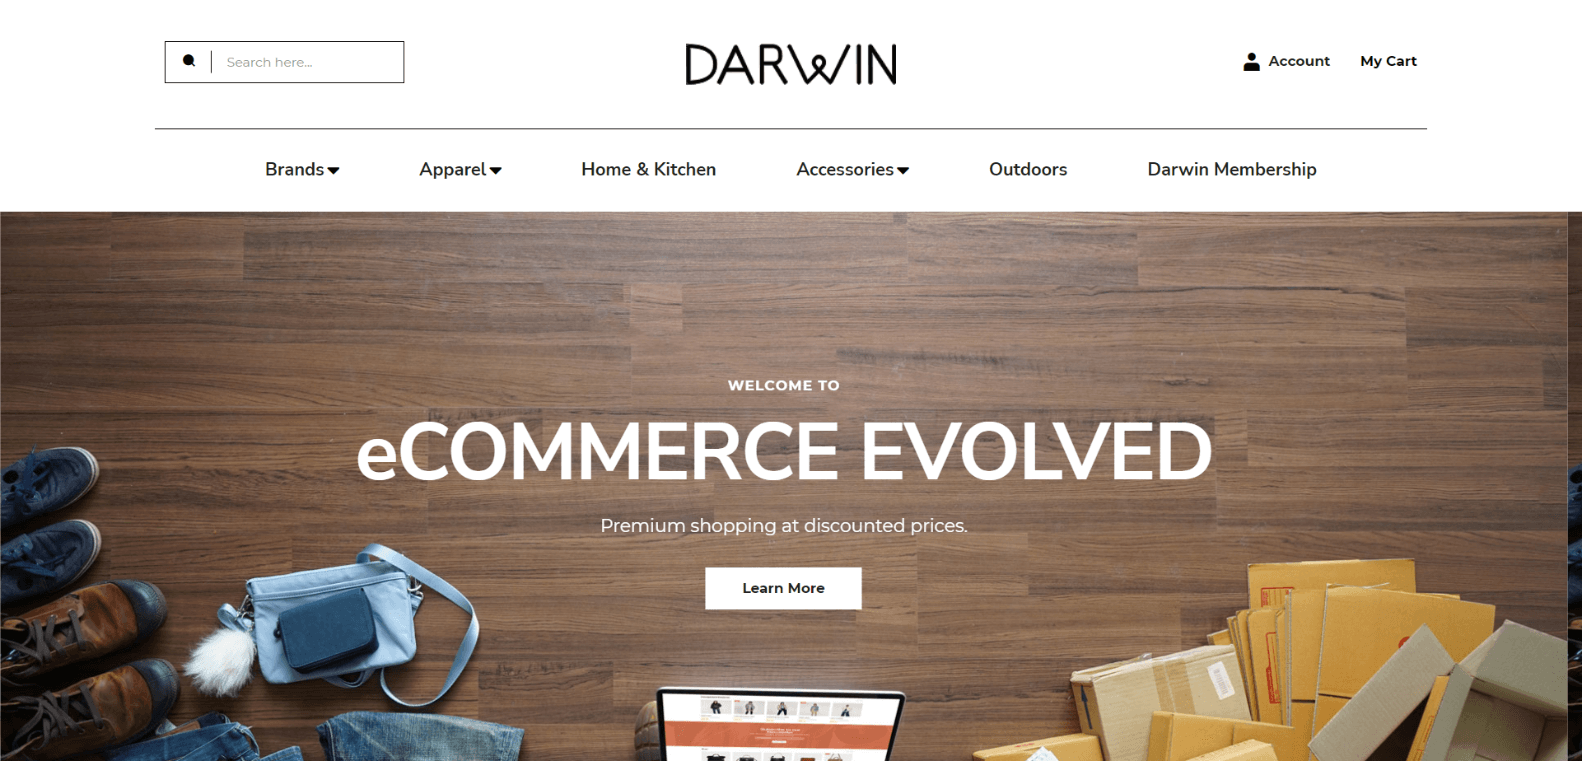 Search here...
DARWIN
Account
My Cart
Brands
Apparel
Home & Kitchen
Accessories
Outdoors
Darwin Membership
WELCOME TO
eCOMMERCE EVOLVED
Premium shopping at discounted prices.
Learn More